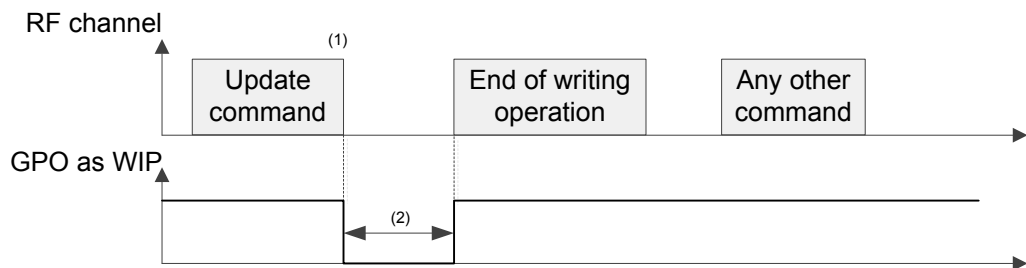 RF channel
(1)
Update
command
End of writing
operation
Any other
command
GPO as WIP
(2)